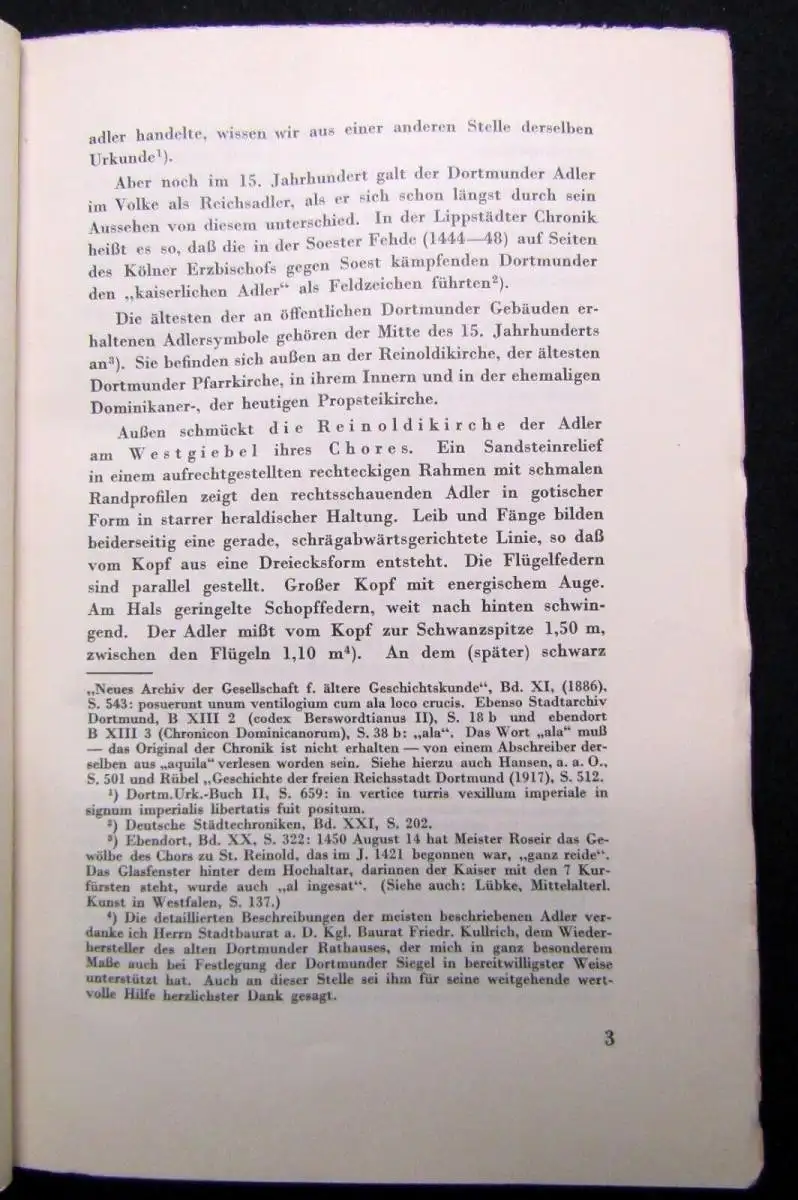 adler handelte, wissen wir aus einer anderen Stelle derselben
Urkunde¹).
Aber noch im 15. Jahrhundert galt der Dortmunder Adler
im Volke als Reichsadler, als er sich schon längst durch sein
Aussehen von diesem unterschied. In der Lippstädter Chronik
heißt es so, daß die in der Soester Fehde (1444—48) auf Seiten
des Kölner Erzbischofs gegen Soest kämpfenden Dortmunder
den „kaiserlichen Adler“ als Feldzeichen führten²).
Die ältesten der an öffentlichen Dortmunder Gebäuden er-
haltenen Adlersymbole gehören der Mitte des 15. Jahrhunderts
an³). Sie befinden sich außen an der Reinoldikirche, der ältesten
Dortmunder Pfarrkirche, in ihrem Innern und in der ehemaligen
Dominikaner-, der heutigen Propsteikirche.
Außen schmückt die Reinoldikirche der Adler
am Westgiebel ihres Chores. Ein Sandsteinrelief
in einem aufrechtgestellten rechteckigen Rahmen mit schmalen
Randprofilen zeigt den rechtsschauenden Adler in gotischer
Form in starrer heraldischer Haltung. Leib und Fänge bilden
beiderseitig eine gerade, schrägabwärtsgerichtete Linie, so daß
vom Kopf aus eine Dreiecksform entsteht. Die Flügelfedern
sind parallel gestellt. Großer Kopf mit energischem Auge.
Am Hals geringelte Schopffedern, weit nach hinten schwin-
gend. Der Adler mißt vom Kopf zur Schwanzspitze 1,50 m,
zwischen den Flügeln 1,10 m⁴). An dem (später) schwarz
„Neues Archiv der Gesellschaft f. ältere Geschichtskunde“, Bd. XI, (1886),
S. 543: posuerunt unum ventilogium cum ala loco crucis. Ebenso Stadtarchiv
Dortmund, B XIII 2 (codex Berswordtianus II), S. 18 b und ebendort
B XIII 3 (Chronicon Dominicanorum), S. 38 b: „ala“. Das Wort „ala“ muß
— das Original der Chronik ist nicht erhalten — von einem Abschreiber der-
selben aus „aquila“ verlesen worden sein. Siehe hierzu auch Hansen, a. a. O.,
S. 501 und Rübel „Geschichte der freien Reichsstadt Dortmund (1917), S. 512.
¹) Dortm.Urk.-Buch II, S. 659: in vertice turris vexillum imperiale in
signum imperialis libertatis fuit positum.
²) Deutsche Städtechroniken, Bd. XXI, S. 202.
³) Ebendort, Bd. XX, S. 322: 1450 August 14 hat Meister Roseir das Ge-
wölbe des Chors zu St. Reinold, das im J. 1421 begonnen war, „ganz reide“.
Das Glasfenster hinter dem Hochaltar, darinnen der Kaiser mit den 7 Kur-
fürsten steht, wurde auch „al ingesat“. (Siehe auch: Lübke, Mittelalterl.
Kunst in Westfalen, S. 137.)
⁴) Die detaillierten Beschreibungen der meisten beschriebenen Adler ver-
danke ich Herrn Stadtbaurat a. D. Kgl. Baurat Friedr. Kullrich, dem Wieder-
hersteller des alten Dortmunder Rathauses, der mich in ganz besonderem
Maße auch bei Festlegung der Dortmunder Siegel in bereitwilligster Weise
unterstützt hat. Auch an dieser Stelle sei ihm für seine weitgehende wert-
volle Hilfe herzlichster Dank gesagt.
3